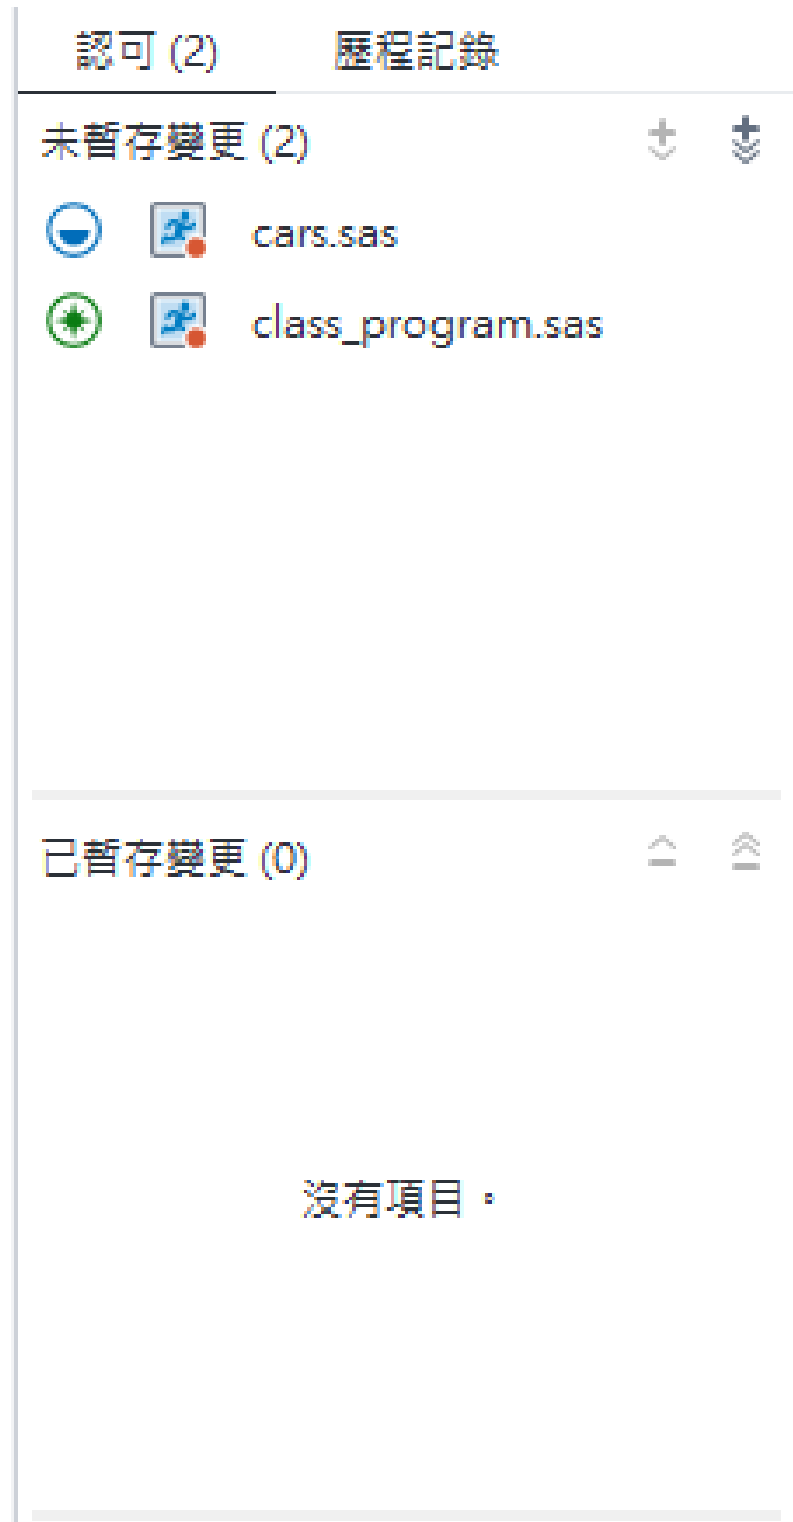 認可 (2) 歷程記錄
未暫存變更 (2)
cars.sas
class_program.sas
已暫存變更 (0)
沒有項目。